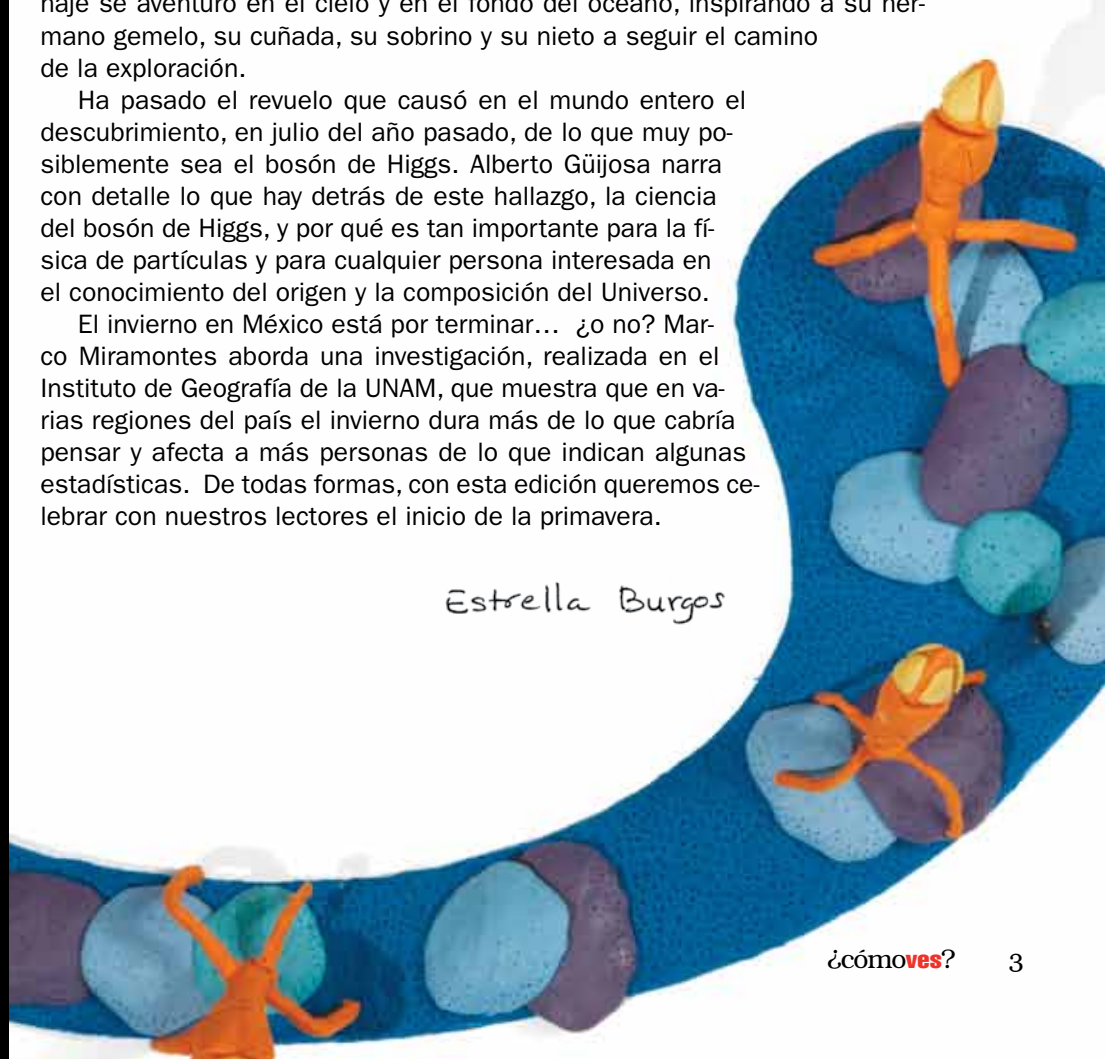 naje se aventuró en el cielo y en el fondo del océano, inspirando a su her-
mano gemelo, su cuñada, su sobrino y su nieto a seguir el camino
de la exploración.
Ha pasado el revuelo que causó en el mundo entero el
descubrimiento, en julio del año pasado, de lo que muy po-
siblemente sea el bosón de Higgs. Alberto Güijosa narra
con detalle lo que hay detrás de este hallazgo, la ciencia
del bosón de Higgs, y por qué es tan importante para la fí-
sica de partículas y para cualquier persona interesada en
el conocimiento del origen y la composición del Universo.
El invierno en México está por terminar... ¿o no? Mar-
co Miramontes aborda una investigación, realizada en el
Instituto de Geografía de la UNAM, que muestra que en va-
rias regiones del país el invierno dura más de lo que cabría
pensar y afecta a más personas de lo que indican algunas
estadísticas. De todas formas, con esta edición queremos ce-
lebrar con nuestros lectores el inicio de la primavera.
Estrella Burgos
¿cómoves? 3